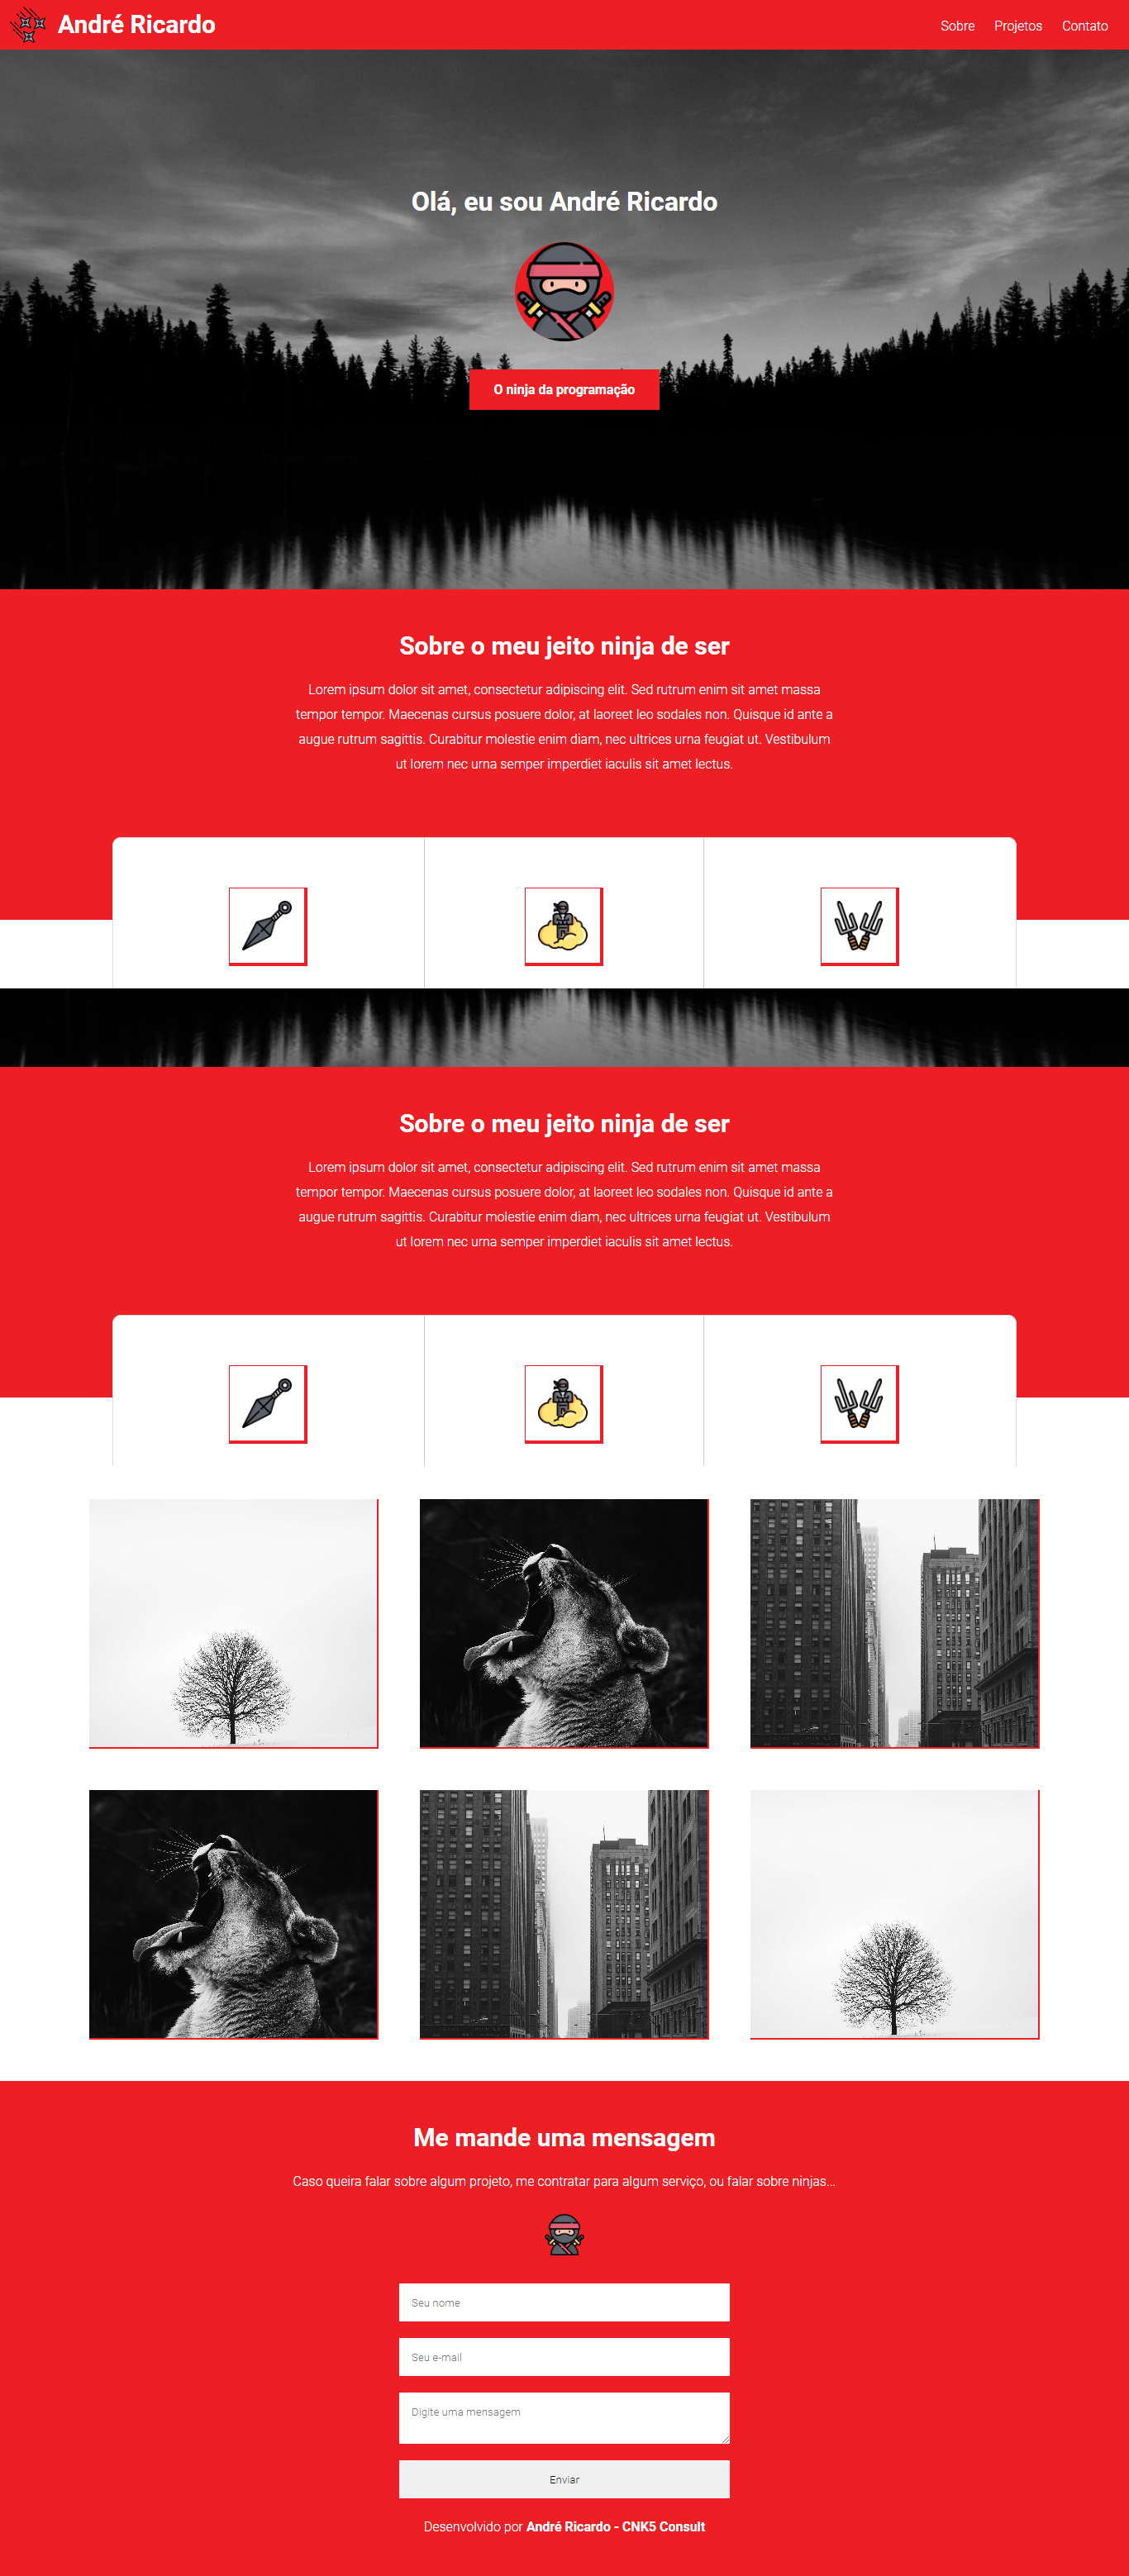 André Ricardo
Sobre Projetos Contato
Olá, eu sou André Ricardo
O ninja da programação
Sobre o meu jeito ninja de ser
Lorem ipsum dolor sit amet, consectetur adipiscing elit. Sed rutrum enim sit amet massa
tempor tempor. Maecenas cursus posuere dolor, at laoreet leo sodales non. Quisque id ante a
augue rutrum sagittis. Curabitur molestie enim diam, nec ultrices urna feugiat ut. Vestibulum
ut lorem nec urna semper imperdiet iaculis sit amet lectus.
Sobre o meu jeito ninja de ser
Lorem ipsum dolor sit amet, consectetur adipiscing elit. Sed rutrum enim sit amet massa
tempor tempor. Maecenas cursus posuere dolor, at laoreet leo sodales non. Quisque id ante a
augue rutrum sagittis. Curabitur molestie enim diam, nec ultrices urna feugiat ut. Vestibulum
ut lorem nec urna semper imperdiet iaculis sit amet lectus.
Me mande uma mensagem
Caso queira falar sobre algum projeto, me contratar para algum serviço, ou falar sobre ninjas...
Seu nome
Seu e-mail
Digite uma mensagem
Enviar
Desenvolvido por André Ricardo - CNK5 Consult